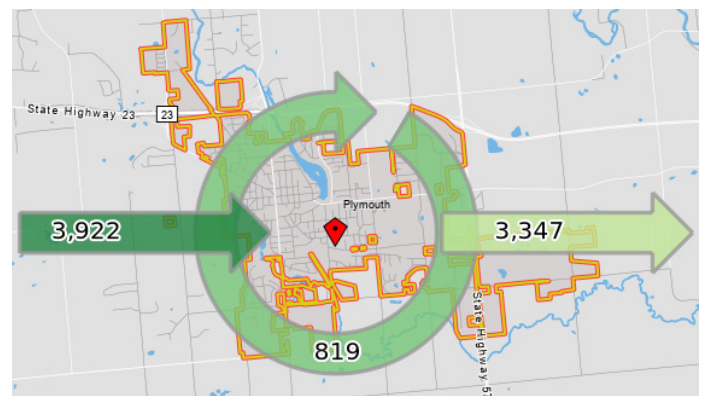 State Highway 23
23
Plymouth
3,922
3,347
819
State Highway 57